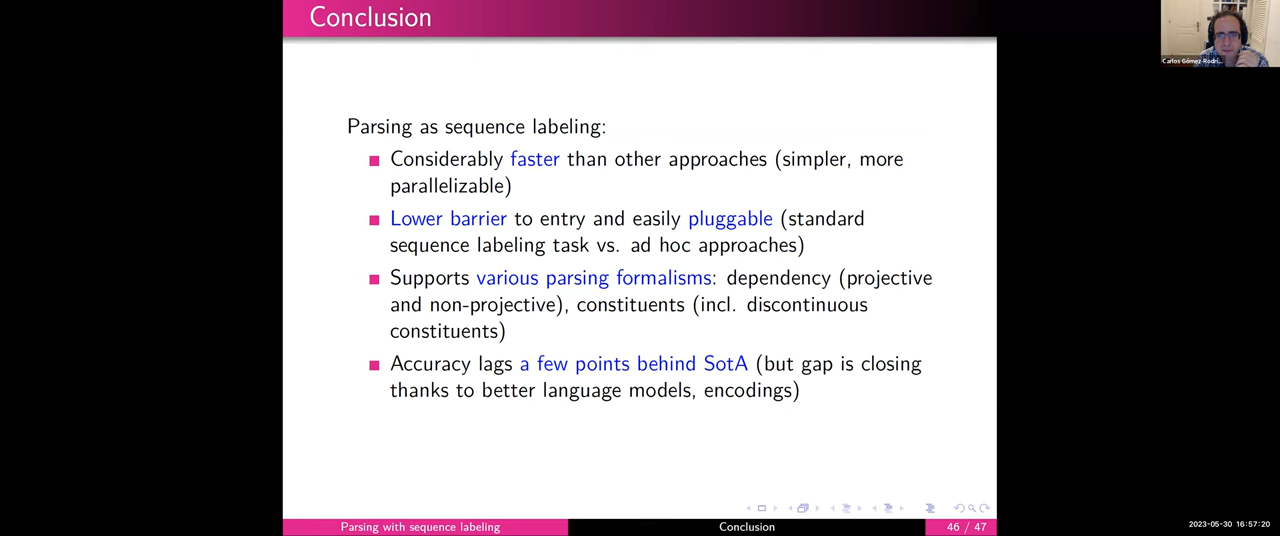 Conclusion
Carlos Gómez-Rodrí...
Parsing as sequence labeling:
Considerably faster than other approaches (simpler, more
parallelizable)
Lower barrier to entry and easily pluggable (standard
sequence labeling task vs. ad hoc approaches)
Supports various parsing formalisms: dependency (projective
and non-projective), constituents (incl. discontinuous
constituents)
Accuracy lags a few points behind SotA (but gap is closing
thanks to better language models, encodings)
Parsing with sequence labeling
Conclusion
46 / 47
2023-05-30 16:57:20